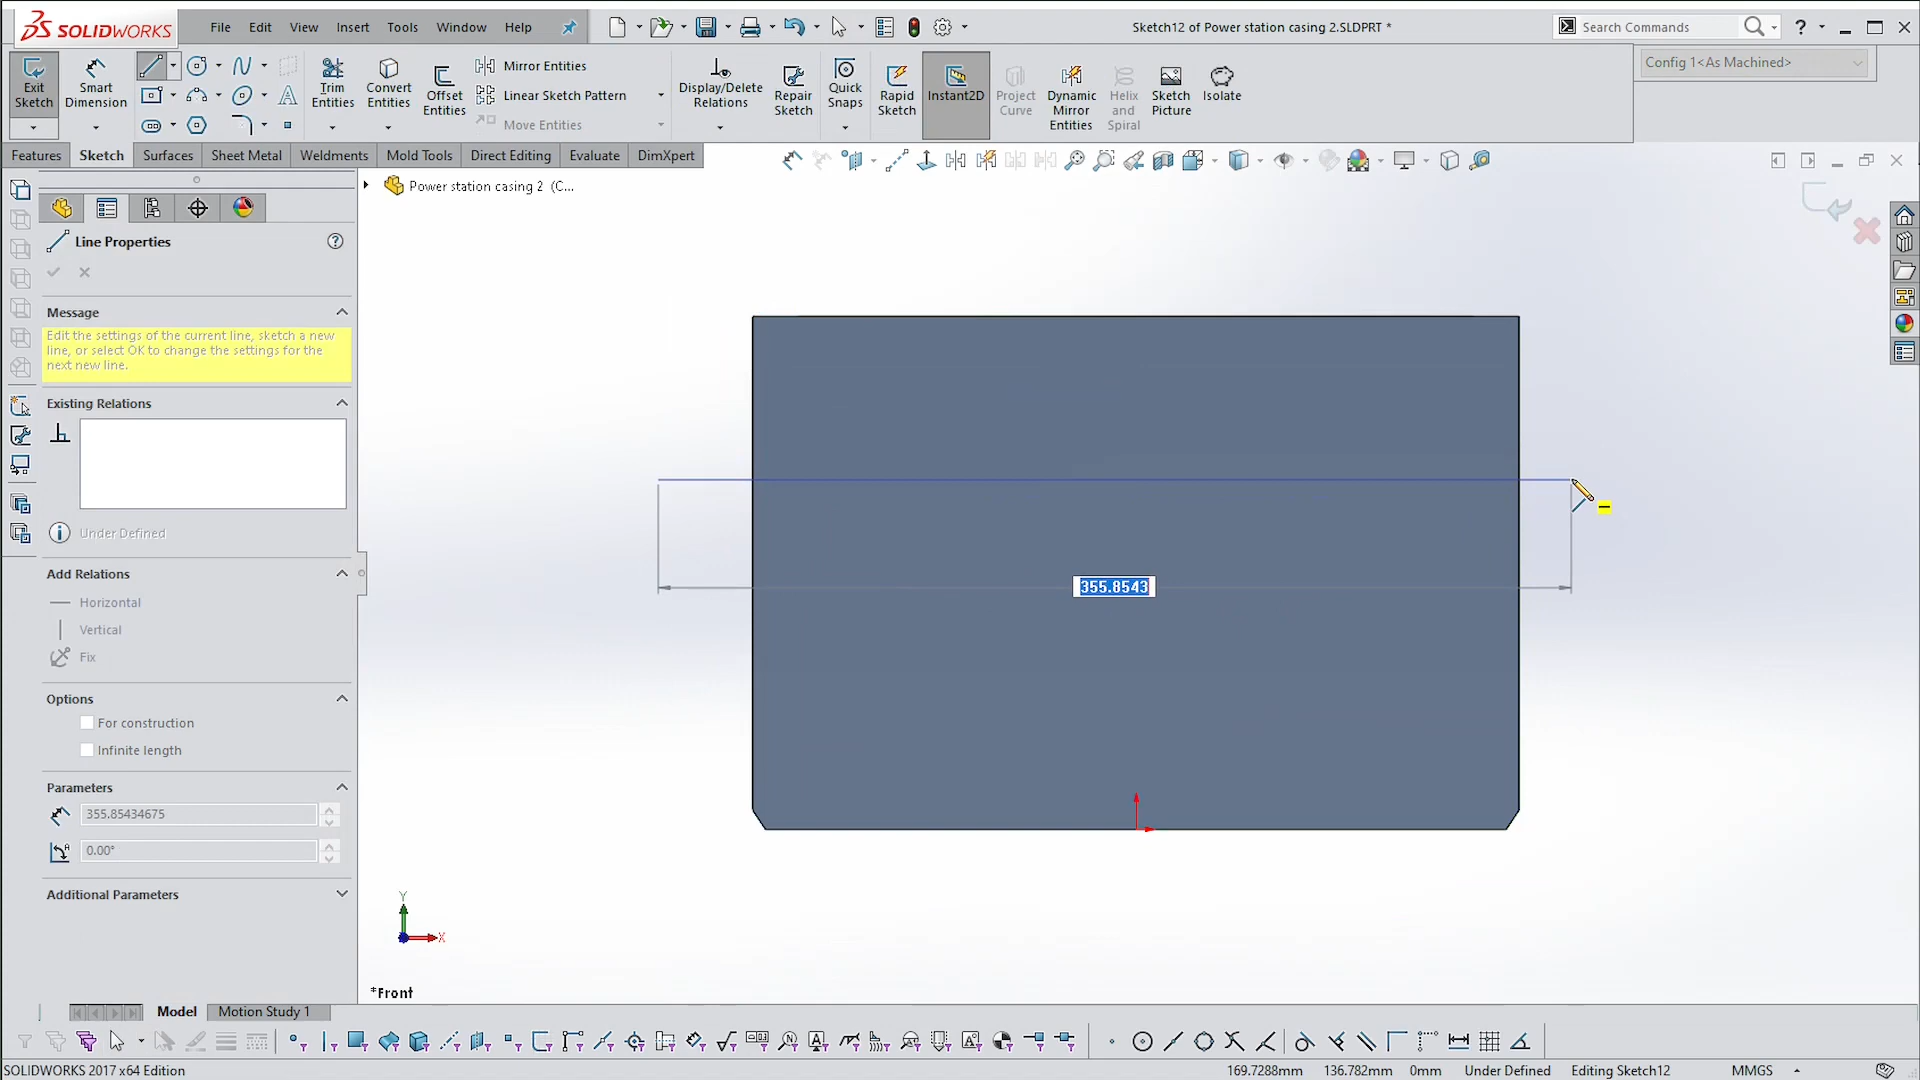 SOLIDWORKS
File Edit View Insert Tools Window Help
Sketch12 of Power station casing 2.SLDPRT *
Search Commands
?
Exit Sketch
Smart Dimension
Trim Entities
Convert Entities
Offset Entities
Mirror Entities
Linear Sketch Pattern
Move Entities
Display/Delete Relations
Repair Sketch
Quick Snaps
Rapid Sketch
Instant2D
Project Curve
Dynamic Mirror Entities
Helix and Spiral
Sketch Picture
Isolate
Config 1<As Machined>
Features Sketch Surfaces Sheet Metal Weldments Mold Tools Direct Editing Evaluate DimXpert
Power station casing 2 (C...
Line Properties
?
Message
Edit the settings of the current line, sketch a new
line, or select OK to change the settings for the
next new line.
Existing Relations
Under Defined
Add Relations
Horizontal
Vertical
Fix
Options
For construction
Infinite length
Parameters
355.85434675
0.00°
Additional Parameters
355.8543
Y
X
*Front
Model Motion Study 1
SOLIDWORKS 2017 x64 Edition
169.7288mm 136.782mm 0mm Under Defined Editing Sketch12 MMGS